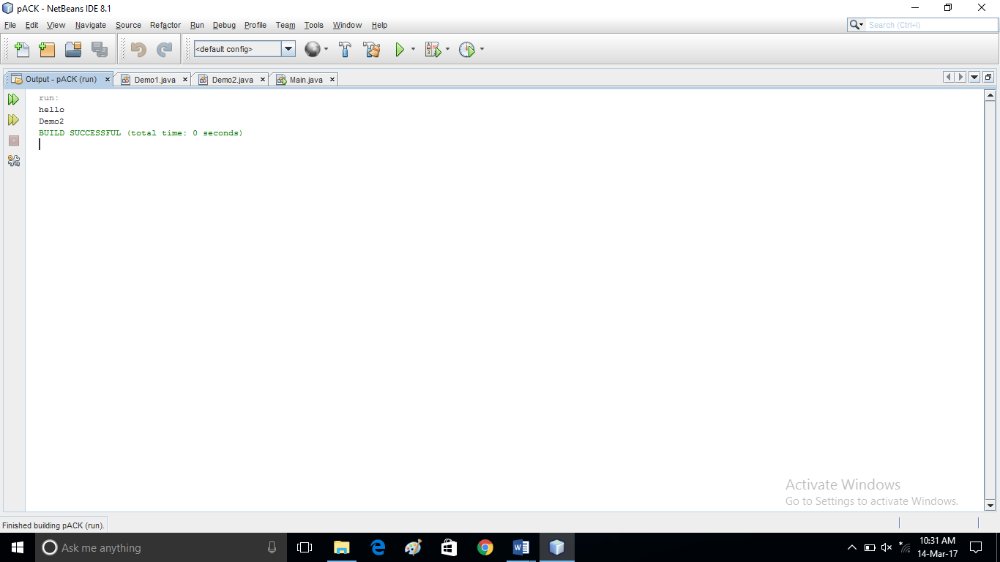 pACK - NetBeans IDE 8.1
File Edit View Navigate Source Refactor Run Debug Profile Team Tools Window Help
Search (Ctrl+I)
<default config>
Output - pACK (run) Demo1.java Demo2.java Main.java
run:
hello
Demo2
BUILD SUCCESSFUL (total time: 0 seconds)
Activate Windows
Go to Settings to activate Windows.
Finished building pACK (run).
Ask me anything
10:31 AM
14-Mar-17